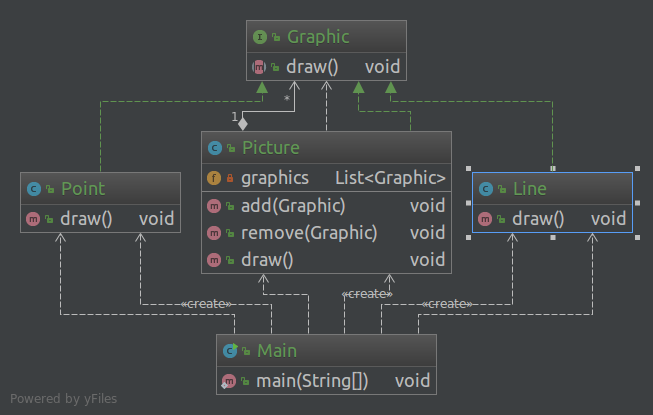 Graphic
draw() void
1
*
Picture
graphics List<Graphic>
add(Graphic) void
remove(Graphic) void
draw() void
Point
draw() void
Line
draw() void
«create»
«create»
«create»
Main
main(String[]) void
Powered by yFiles